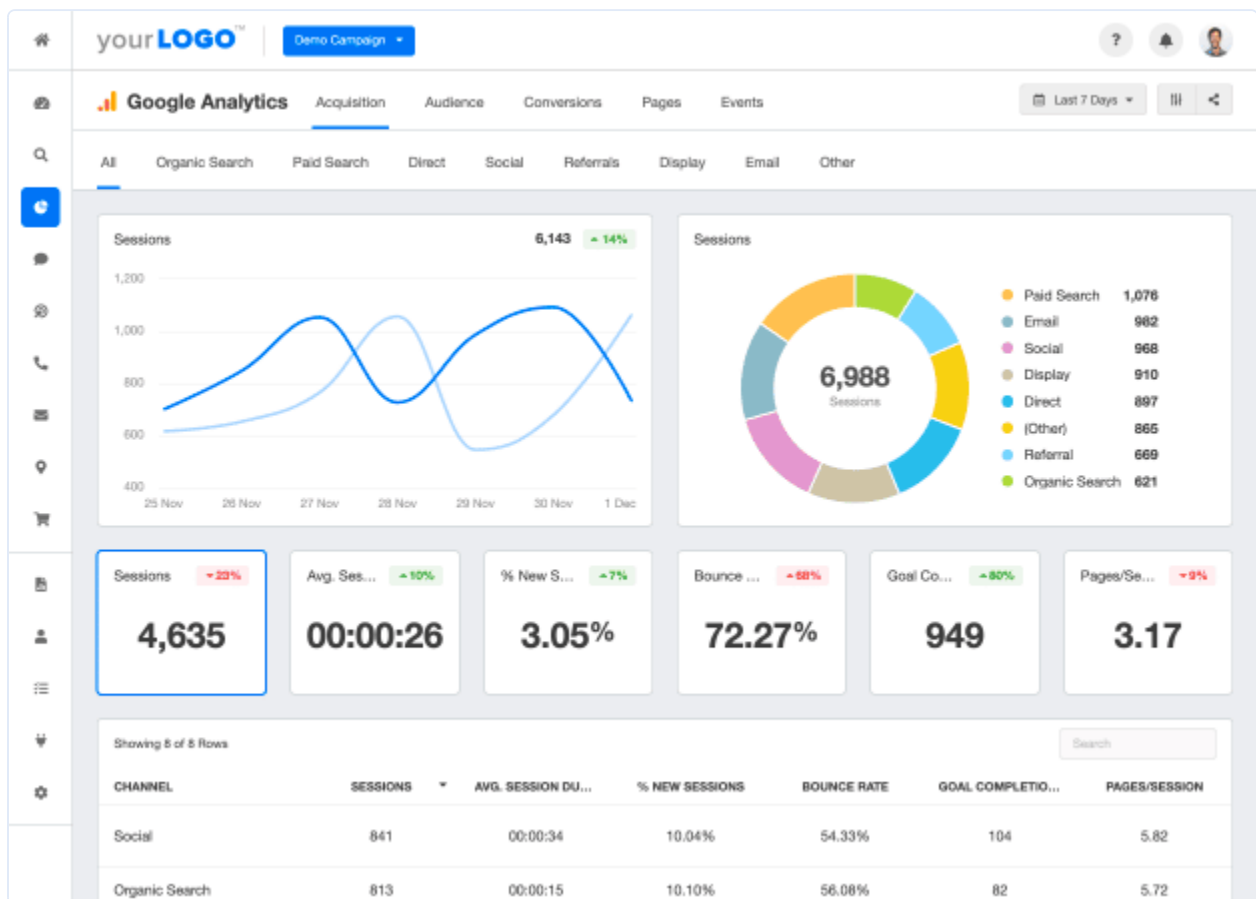 yourLOGO™ Demo Campaign ?
Google Analytics Acquisition Audience Conversions Pages Events Last 7 Days
All Organic Search Paid Search Direct Social Referrals Display Email Other
Sessions 6,143 14%
1,200
1,000
800
600
400
25 Nov 26 Nov 27 Nov 28 Nov 29 Nov 30 Nov 1 Dec
Sessions
6,988
Sessions
Paid Search 1,076
Email 982
Social 968
Display 910
Direct 897
(Other) 865
Referral 669
Organic Search 621
Sessions 23%
4,635
Avg. Ses... 10%
00:00:26
% New S... 7%
3.05%
Bounce ... 68%
72.27%
Goal Co... 80%
949
Pages/Se... 9%
3.17
Showing 8 of 8 Rows Search
CHANNEL SESSIONS AVG. SESSION DU... % NEW SESSIONS BOUNCE RATE GOAL COMPLETIO... PAGES/SESSION
Social 841 00:00:34 10.04% 54.33% 104 5.82
Organic Search 813 00:00:15 10.10% 56.08% 82 5.72